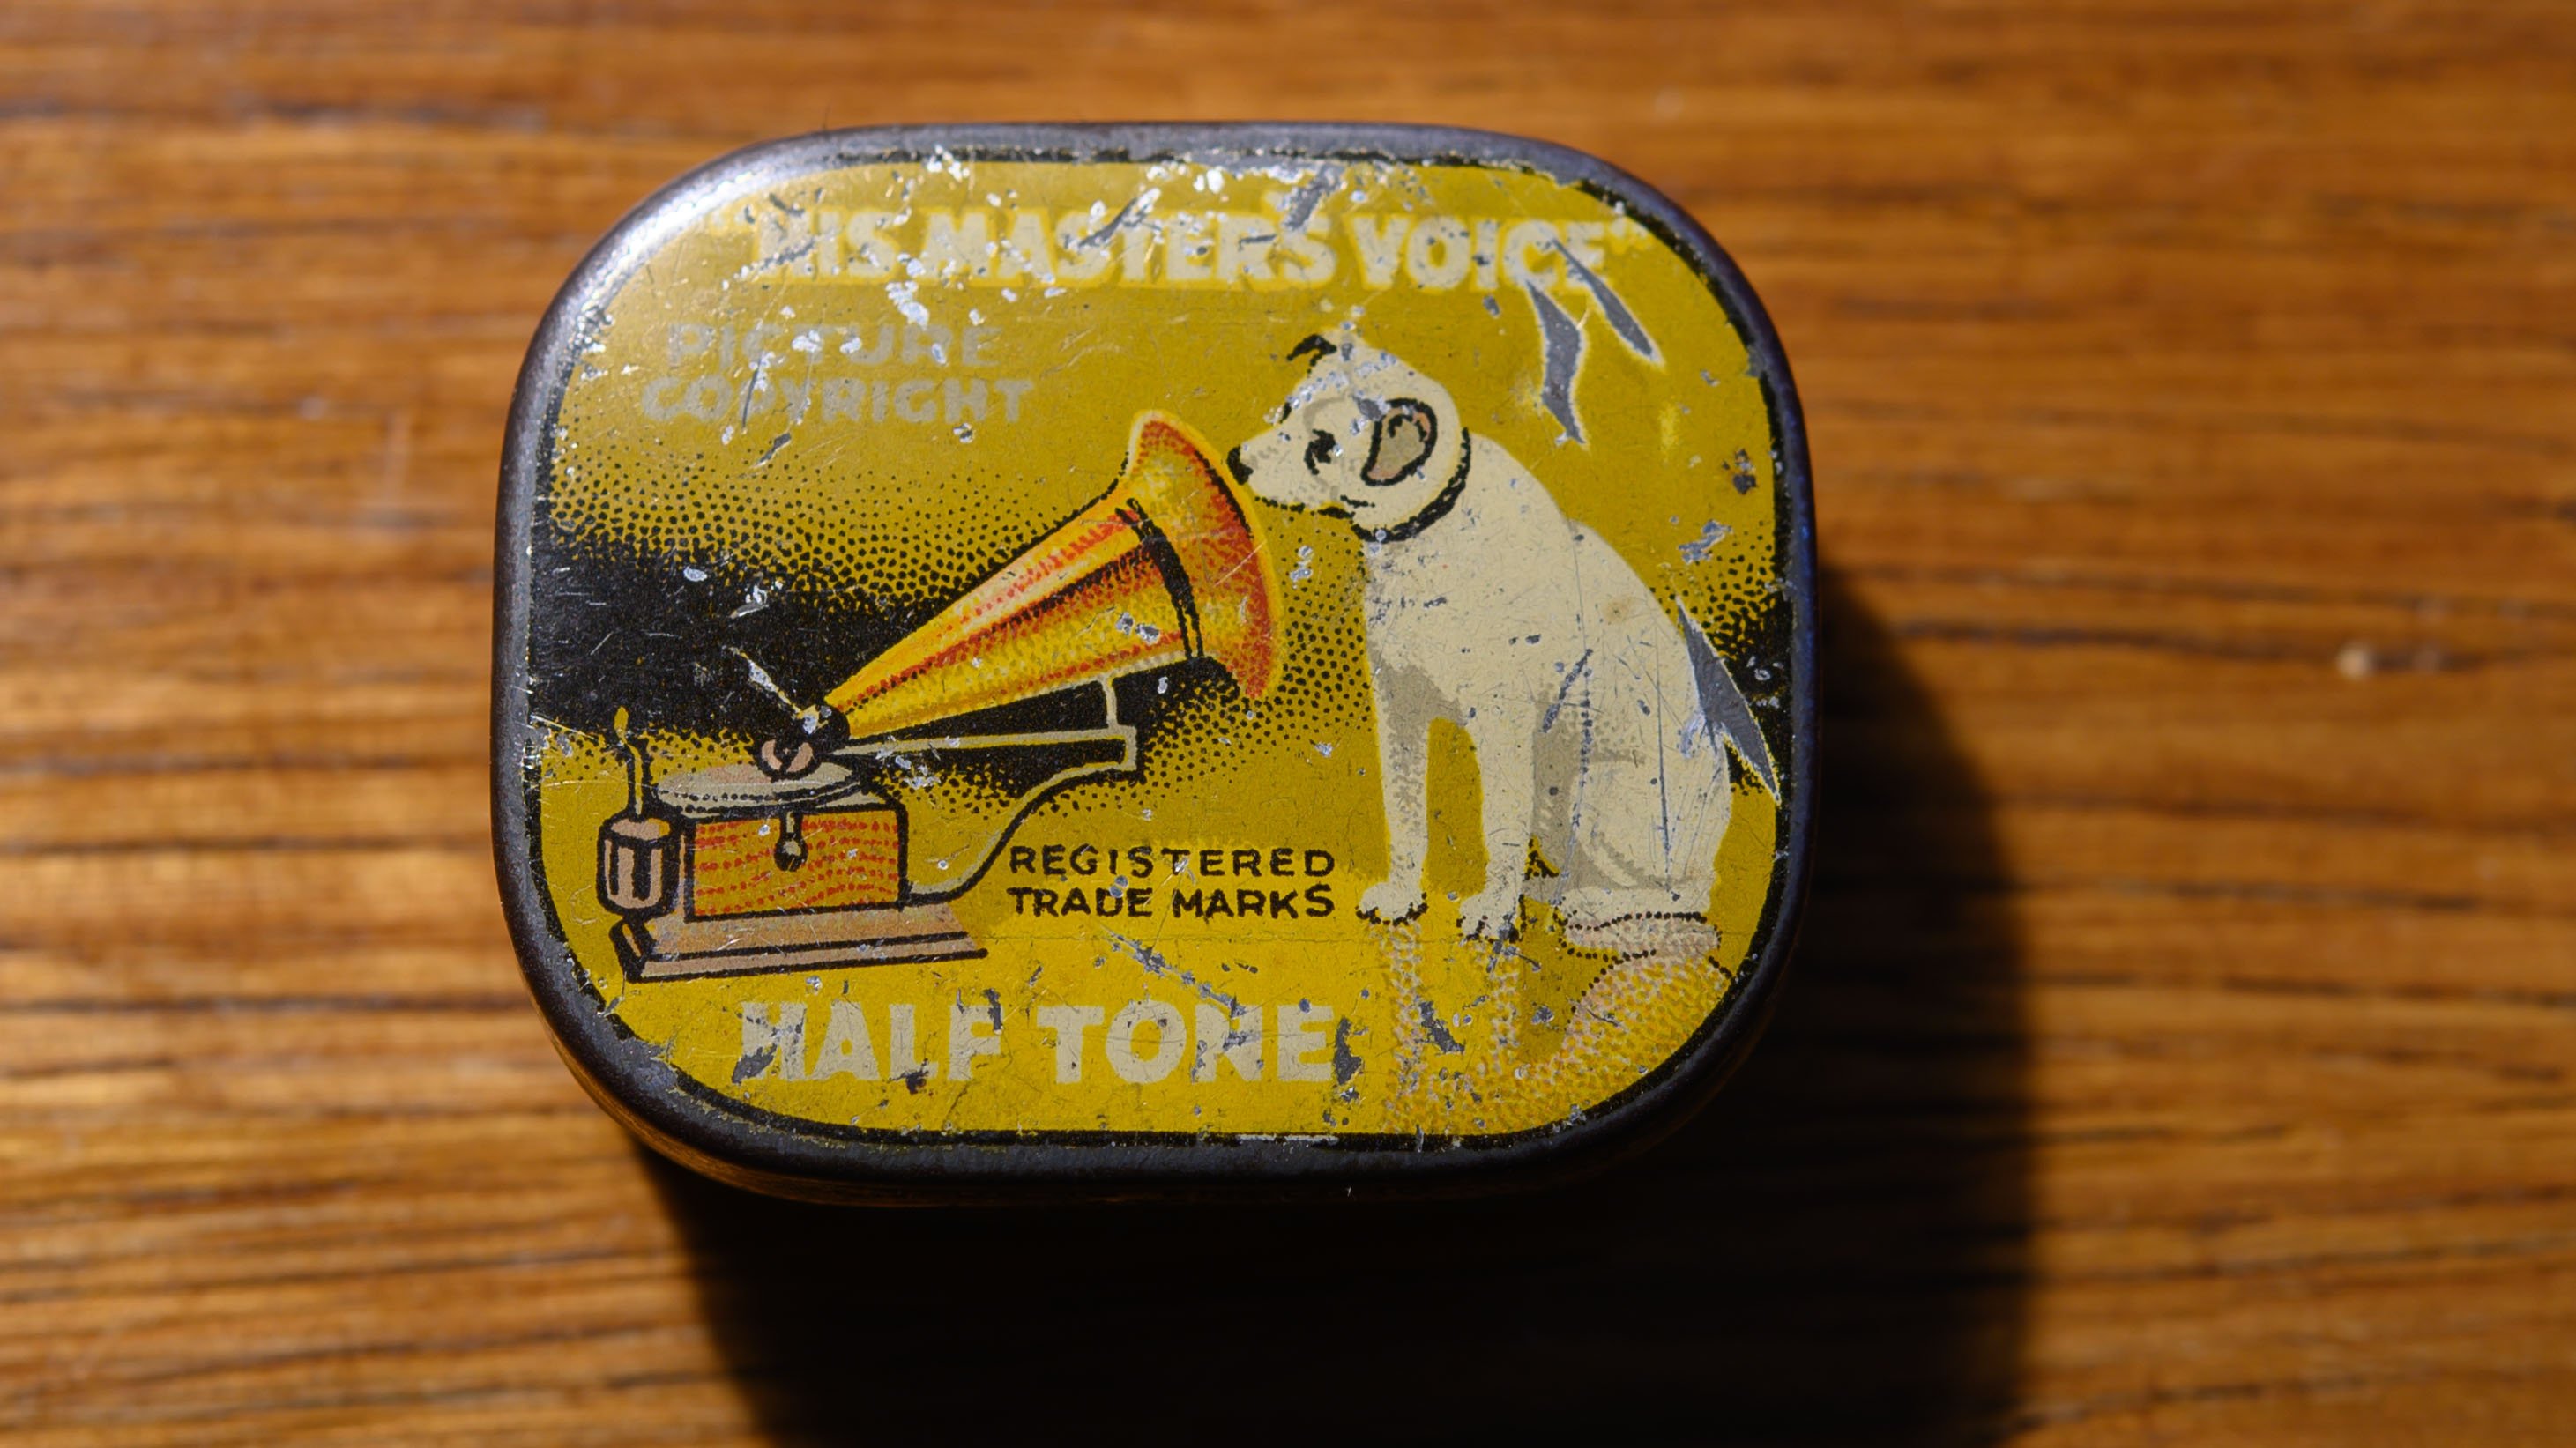 "HIS MASTER'S VOICE"
PICTURE
COPYRIGHT
REGISTERED
TRADE MARKS
HALF TONE